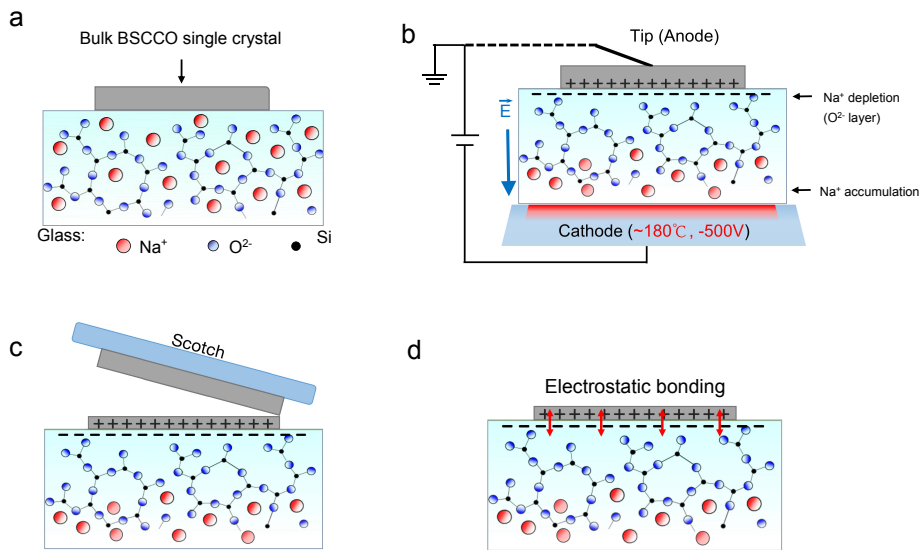 a
Bulk BSCCO single crystal
Glass:
Na⁺
O²⁻
Si
b
Tip (Anode)
+ + + + + + + + + + + + +
E
Na⁺ depletion
(O²⁻ layer)
Na⁺ accumulation
Cathode (~180℃, -500V)
c
Scotch
+ + + + + + + + + + + + +
d
Electrostatic bonding
+ + + + + + + + + + + + +